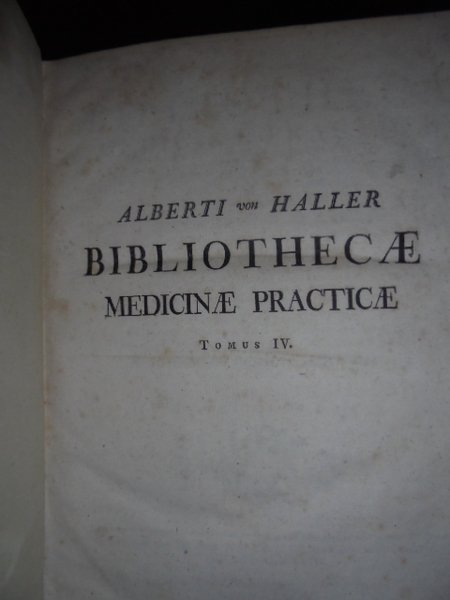 ALBERTI von HALLER
BIBLIOTHECÆ
MEDICINÆ PRACTICÆ
TOMUS IV.